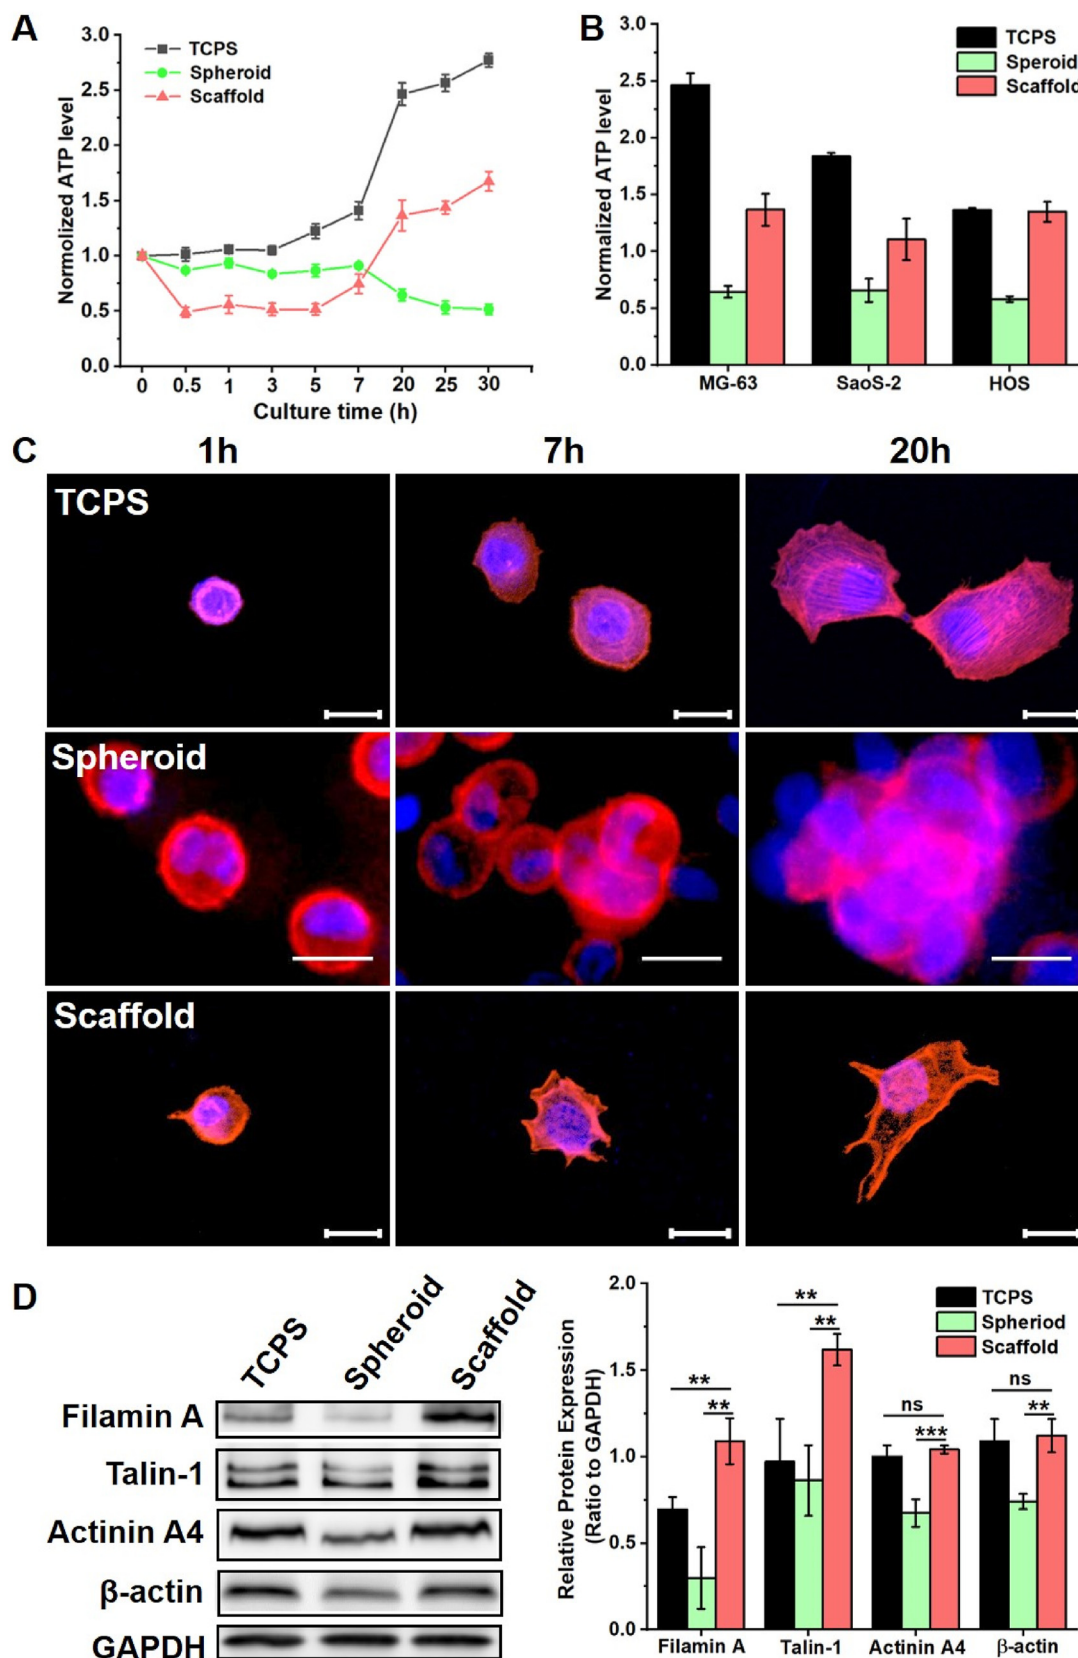 A
Normolized ATP level
3.0
2.5
2.0
1.5
1.0
0.5
0.0
TCPS
Spheroid
Scaffold
0 0.5 1 3 5 7 20 25 30
Culture time (h)
B
Normalized ATP level
3.0
2.5
2.0
1.5
1.0
0.5
0.0
TCPS
Speroid
Scaffold
MG-63 SaoS-2 HOS
C
1h 7h 20h
TCPS
Spheroid
Scaffold
D
TCPS Spheroid Scaffold
Filamin A
Talin-1
Actinin A4
β-actin
GAPDH
Relative Protein Expression
(Ratio to GAPDH)
2.0
1.5
1.0
0.5
0.0
TCPS
Spheriod
Scaffold
**
**
**
**
ns
***
ns
**
Filamin A Talin-1 Actinin A4 β-actin